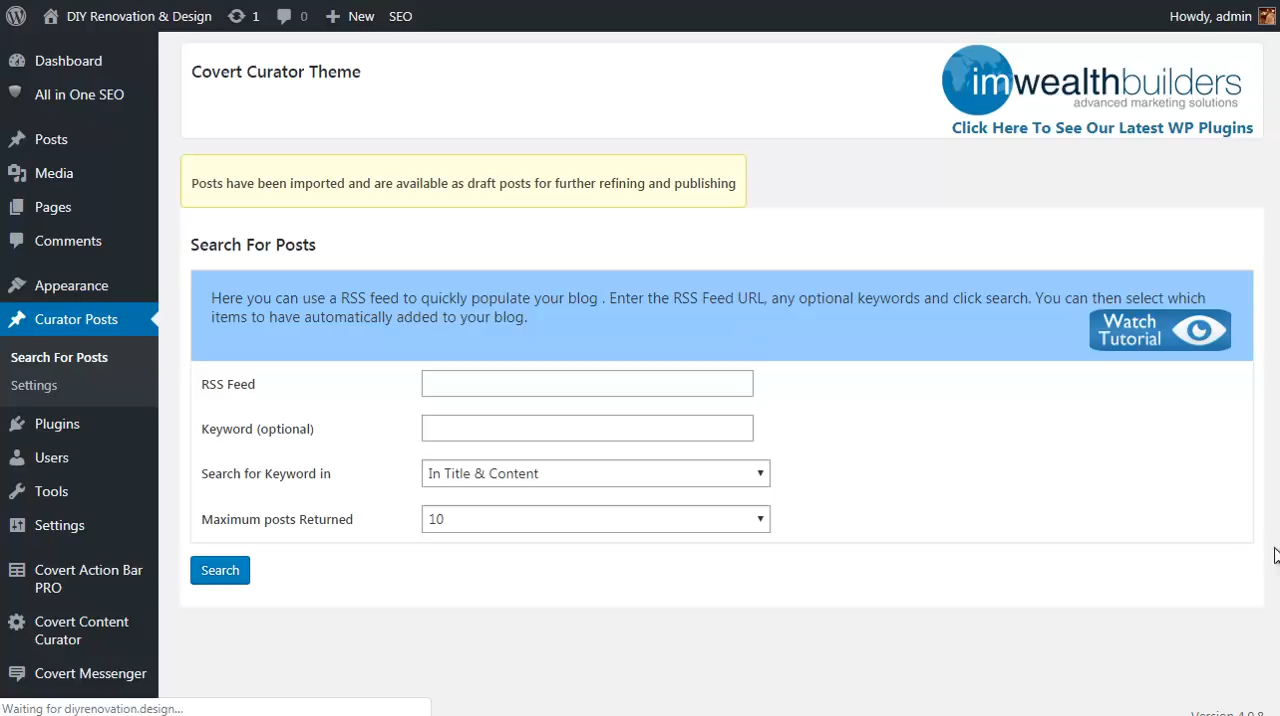 DIY Renovation & Design 1 0 New SEO Howdy, admin
Dashboard
All in One SEO
Posts
Media
Pages
Comments
Appearance
Curator Posts
Search For Posts
Settings
Plugins
Users
Tools
Settings
Covert Action Bar
PRO
Covert Content
Curator
Covert Messenger
Covert Curator Theme
imwealthbuilders
advanced marketing solutions
Click Here To See Our Latest WP Plugins
Posts have been imported and are available as draft posts for further refining and publishing
Search For Posts
Here you can use a RSS feed to quickly populate your blog . Enter the RSS Feed URL, any optional keywords and click search. You can then select which
items to have automatically added to your blog.
Watch
Tutorial
RSS Feed
Keyword (optional)
Search for Keyword in In Title & Content
Maximum posts Returned 10
Search
Waiting for diyrenovation.design...
Version 4.9.8